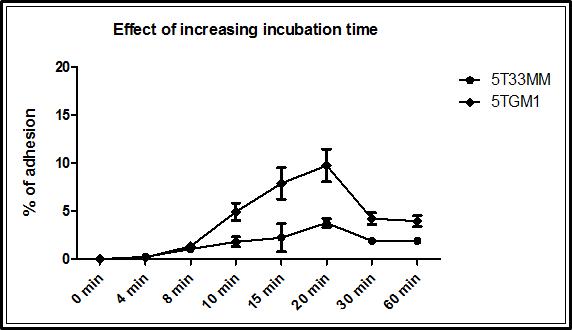 Effect of increasing incubation time
5T33MM
5TGM1
% of adhesion
20
15
10
5
0
0 min
4 min
8 min
10 min
15 min
20 min
30 min
60 min